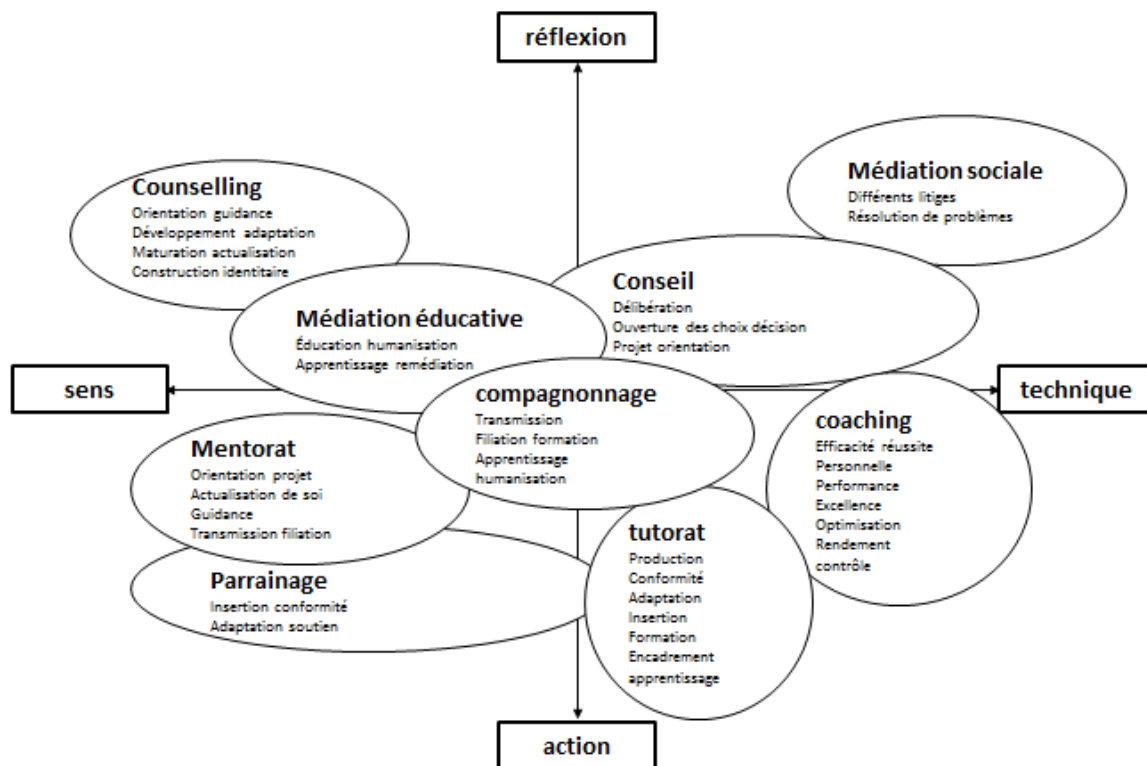 réflexion
Counselling
Orientation guidance
Développement adaptation
Maturation actualisation
Construction identitaire
Médiation sociale
Différents litiges
Résolution de problèmes
Médiation éducative
Éducation humanisation
Apprentissage remédiation
Conseil
Délibération
Ouverture des choix décision
Projet orientation
sens
technique
compagnonnage
Transmission
Filiation formation
Apprentissage
humanisation
coaching
Efficacité réussite
Personnelle
Performance
Excellence
Optimisation
Rendement
contrôle
Mentorat
Orientation projet
Actualisation de soi
Guidance
Transmission filiation
tutorat
Production
Conformité
Adaptation
Insertion
Formation
Encadrement
apprentissage
Parrainage
Insertion conformité
Adaptation soutien
action